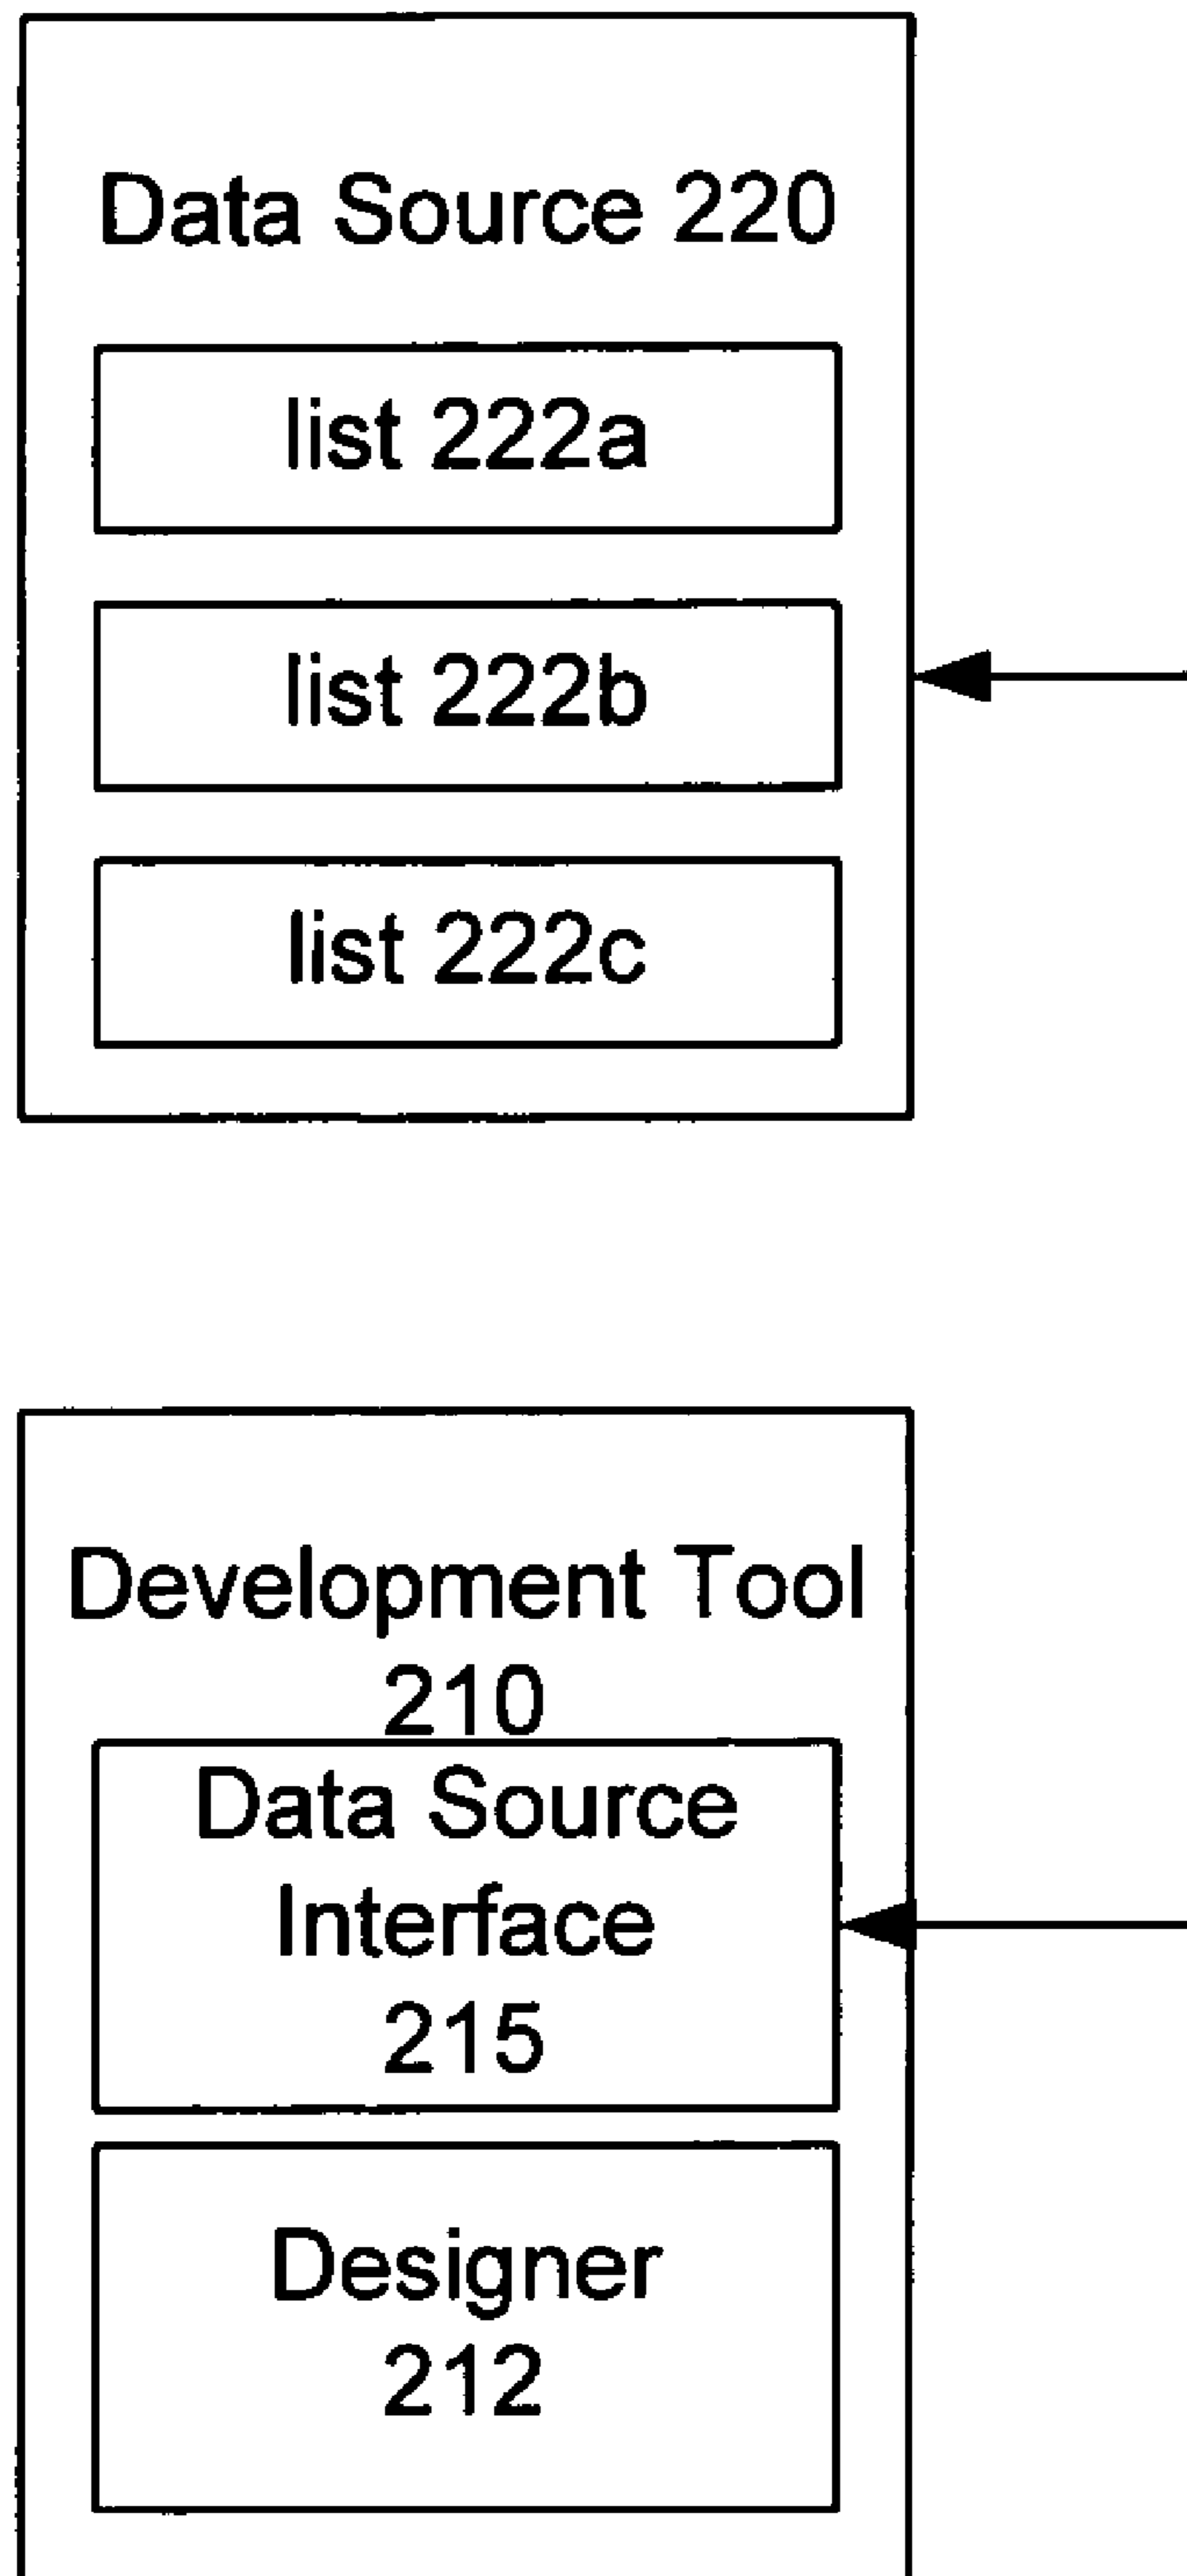 Data Source 220
list 222a
list 222b
list 222c
Development Tool
210
Data Source
Interface
215
Designer
212